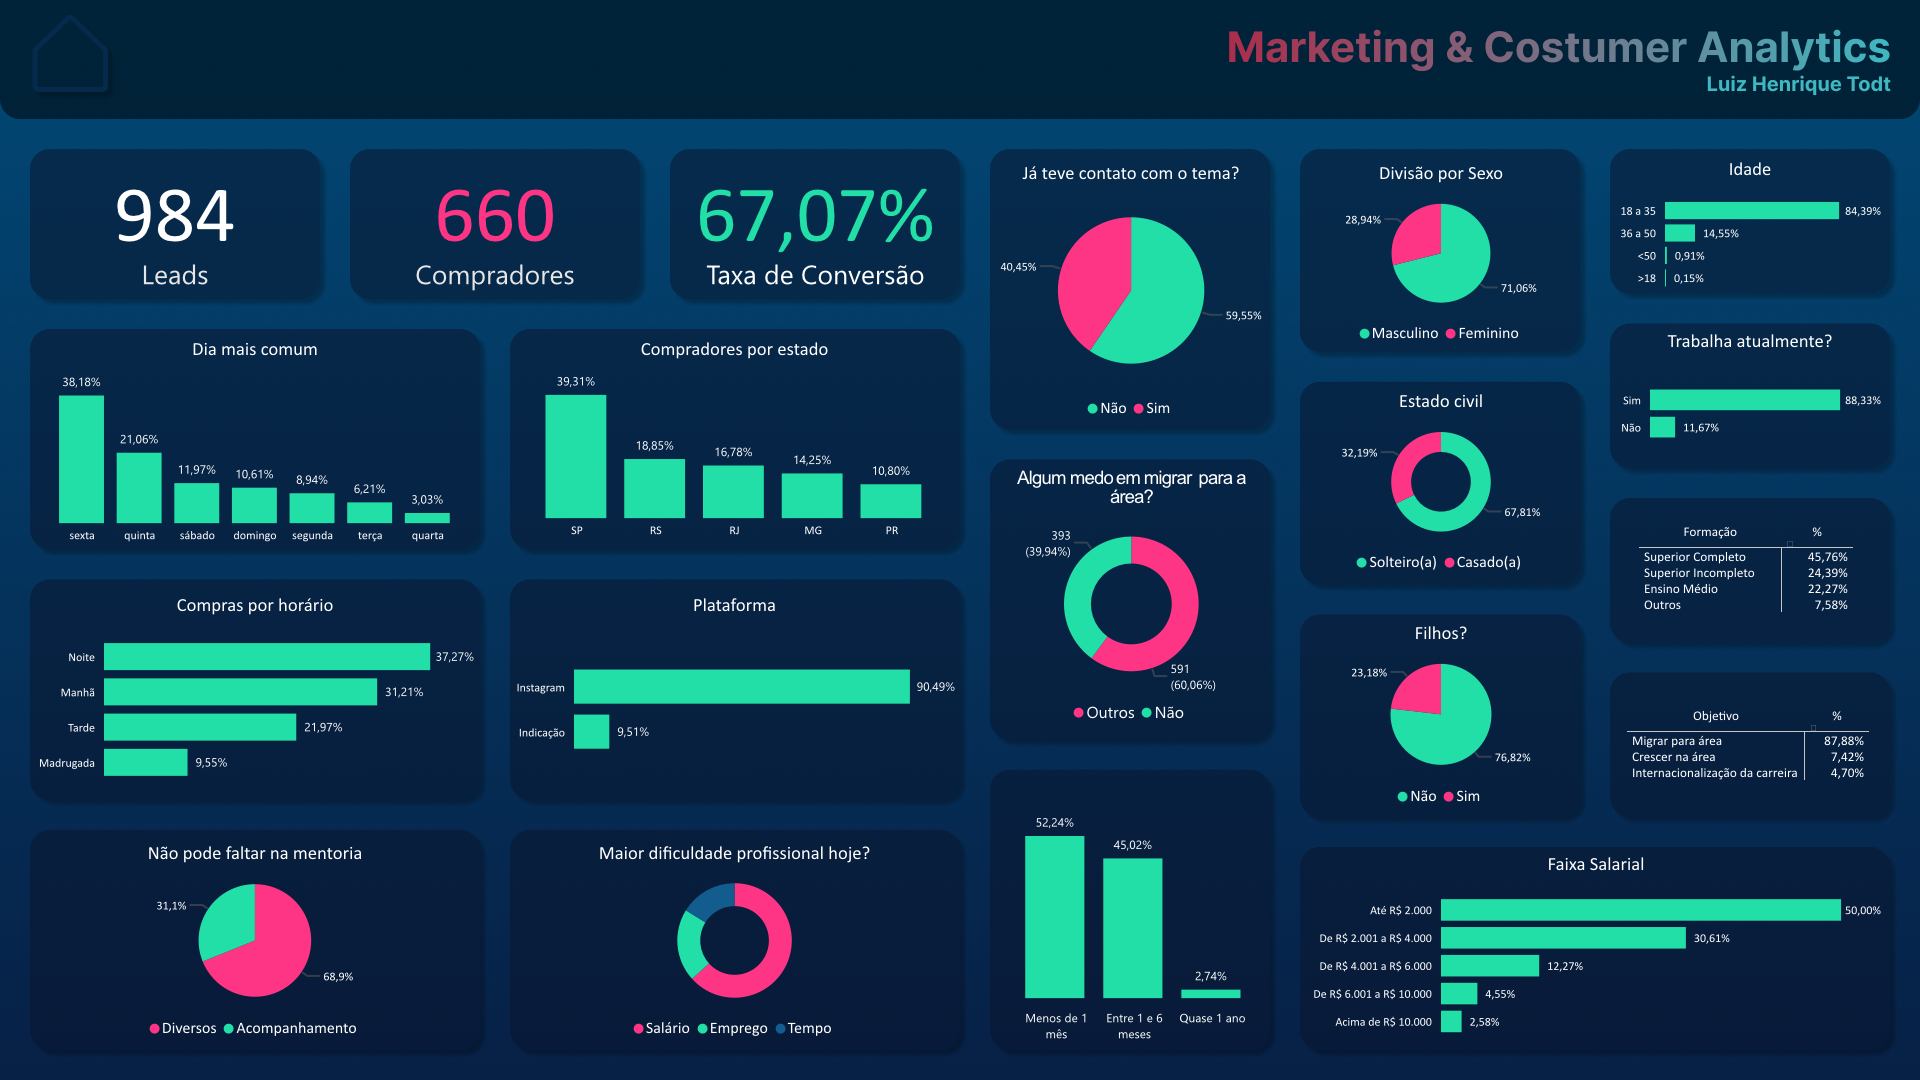 Marketing & Costumer Analytics
Luiz Henrique Todt
984
Leads
660
Compradores
67,07%
Taxa de Conversão
Dia mais comum
38,18%
21,06%
11,97%
10,61%
8,94%
6,21%
3,03%
sexta quinta sábado domingo segunda terça quarta
Compradores por estado
39,31%
18,85%
16,78%
14,25%
10,80%
SP RS RJ MG PR
Compras por horário
Noite 37,27%
Manhã 31,21%
Tarde 21,97%
Madrugada 9,55%
Plataforma
Instagram 90,49%
Indicação 9,51%
Não pode faltar na mentoria
31,1%
68,9%
Diversos Acompanhamento
Maior dificuldade profissional hoje?
Salário Emprego Tempo
Já teve contato com o tema?
40,45%
59,55%
Não Sim
Algum medo em migrar para a
área?
393
(39,94%)
591
(60,06%)
Outros Não
52,24%
45,02%
2,74%
Menos de 1 Entre 1 e 6 Quase 1 ano
mês meses
Divisão por Sexo
28,94%
71,06%
Masculino Feminino
Estado civil
32,19%
67,81%
Solteiro(a) Casado(a)
Filhos?
23,18%
76,82%
Não Sim
Idade
18 a 35 84,39%
36 a 50 14,55%
<50 0,91%
>18 0,15%
Trabalha atualmente?
Sim 88,33%
Não 11,67%
Formação %
Superior Completo 45,76%
Superior Incompleto 24,39%
Ensino Médio 22,27%
Outros 7,58%
Objetivo %
Migrar para área 87,88%
Crescer na área 7,42%
Internacionalização da carreira 4,70%
Faixa Salarial
Até R$ 2.000 50,00%
De R$ 2.001 a R$ 4.000 30,61%
De R$ 4.001 a R$ 6.000 12,27%
De R$ 6.001 a R$ 10.000 4,55%
Acima de R$ 10.000 2,58%